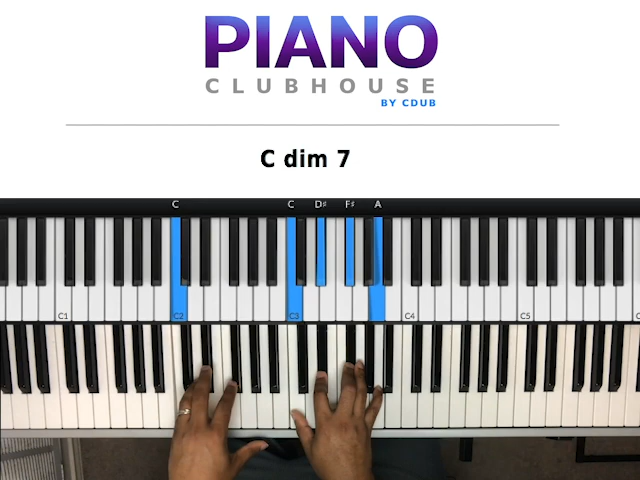 PIANO
CLUBHOUSE
BY CDUB
C dim 7
C C D♯ F♯ A
C1 C2 C3 C4 C5 C